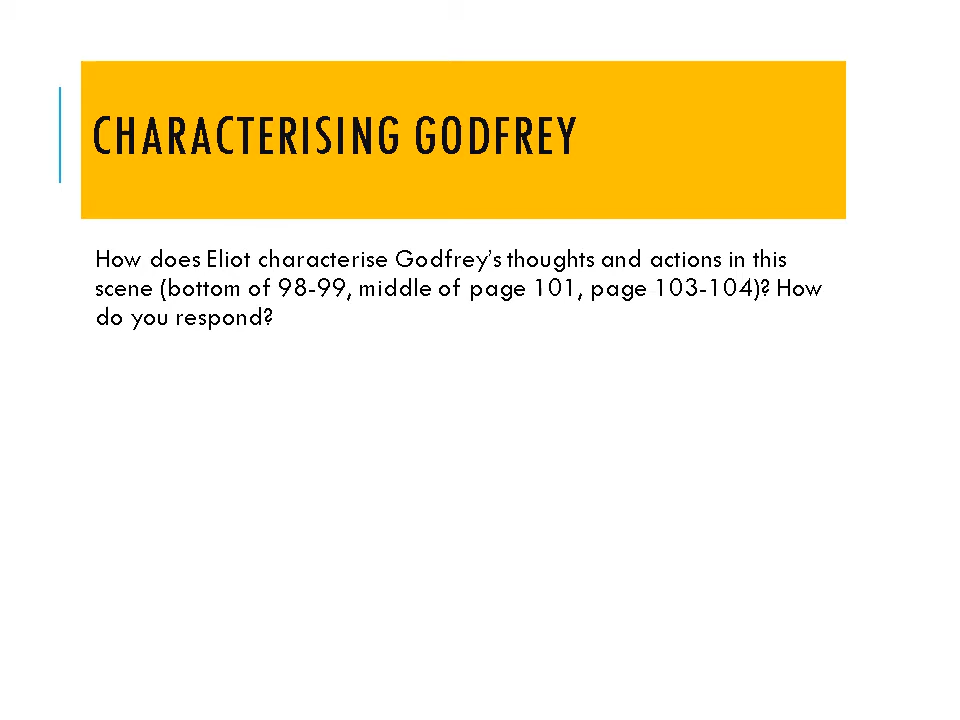 CHARACTERISING GODFREY
How does Eliot characterise Godfrey's thoughts and actions in this
scene (bottom of 98-99, middle of page 101, page 103-104)? How
do you respond?